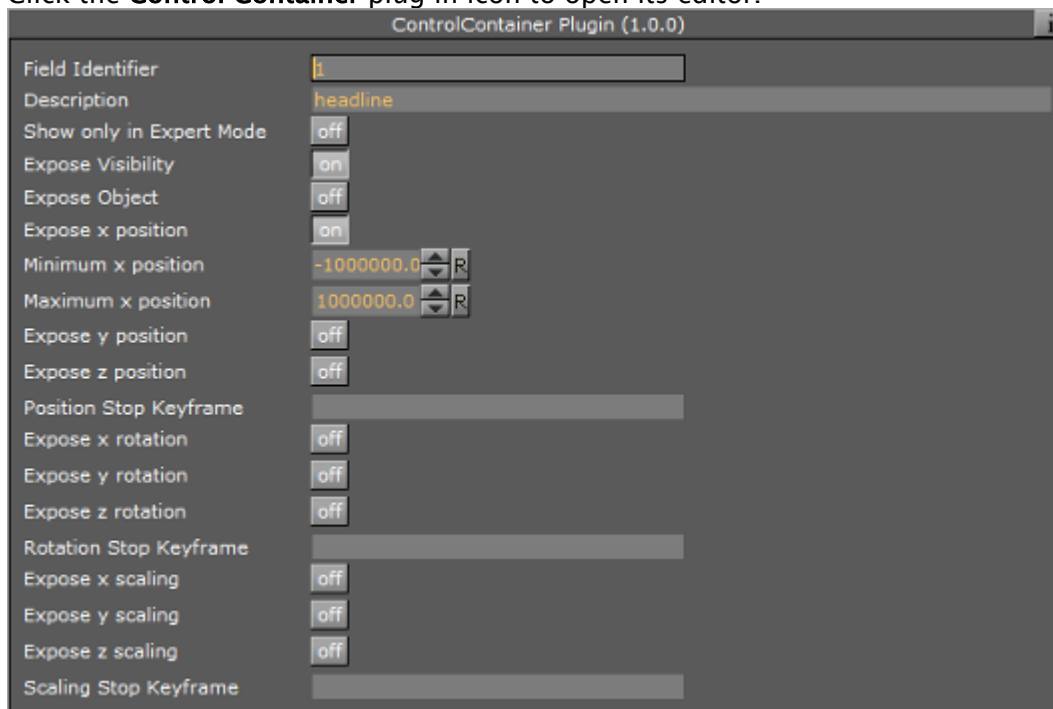 Click the Control Container plug-in icon to open its editor.
ControlContainer Plugin (1.0.0) i
Field Identifier 1
Description headline
Show only in Expert Mode off
Expose Visibility on
Expose Object off
Expose x position on
Minimum x position -1000000.0 R
Maximum x position 1000000.0 R
Expose y position off
Expose z position off
Position Stop Keyframe
Expose x rotation off
Expose y rotation off
Expose z rotation off
Rotation Stop Keyframe
Expose x scaling off
Expose y scaling off
Expose z scaling off
Scaling Stop Keyframe